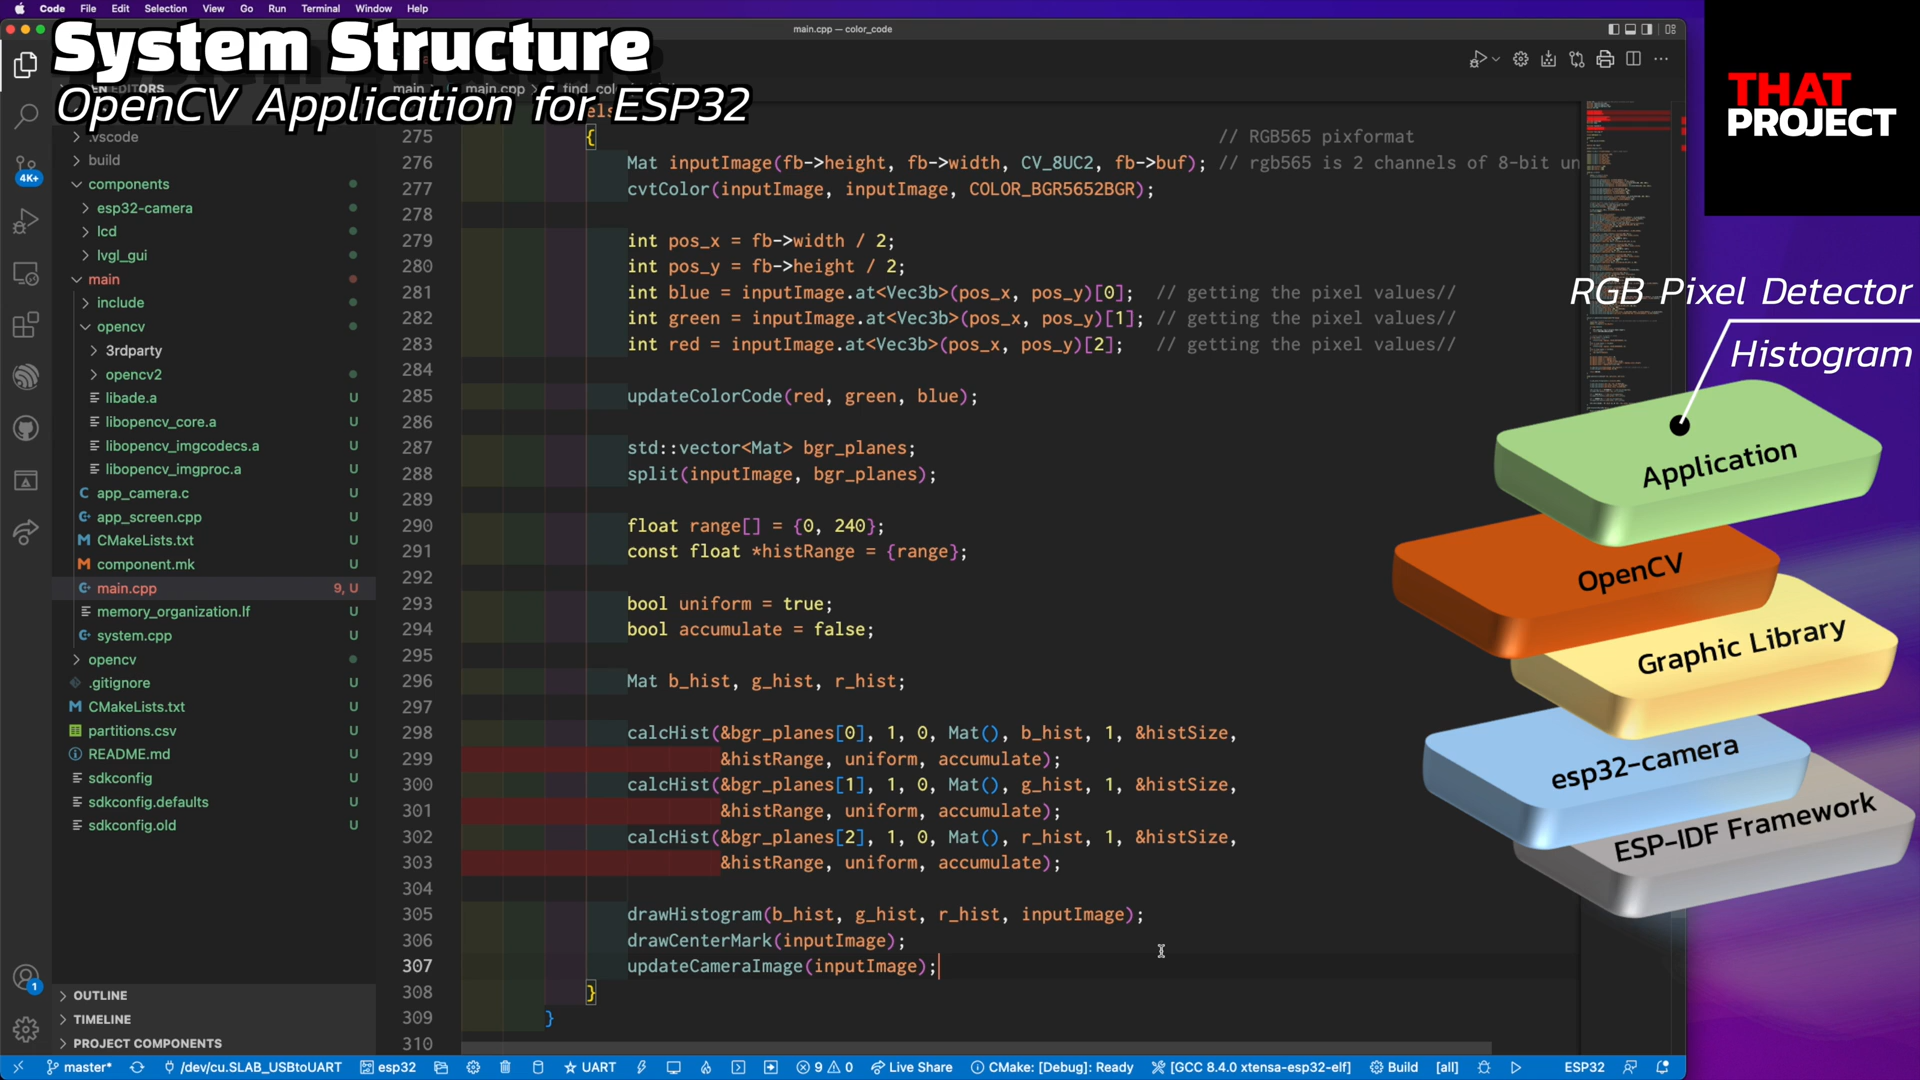 Code File Edit Selection View Go Run Terminal Window Help
main.cpp — color_code
System Structure
OpenCV Application for ESP32
THAT
PROJECT
.vscode
build
components
esp32-camera
lcd
lvgl_gui
main
include
opencv
3rdparty
opencv2
libade.a U
libopencv_core.a U
libopencv_imgcodecs.a U
libopencv_imgproc.a U
app_camera.c U
app_screen.cpp U
CMakeLists.txt U
component.mk U
main.cpp 9, U
memory_organization.lf U
system.cpp U
opencv
.gitignore U
CMakeLists.txt U
partitions.csv U
README.md U
sdkconfig U
sdkconfig.defaults U
sdkconfig.old U
OUTLINE
TIMELINE
PROJECT COMPONENTS
4K+
1
275 { // RGB565 pixformat
276 Mat inputImage(fb->height, fb->width, CV_8UC2, fb->buf); // rgb565 is 2 channels of 8-bit un
277 cvtColor(inputImage, inputImage, COLOR_BGR5652BGR);
278
279 int pos_x = fb->width / 2;
280 int pos_y = fb->height / 2;
281 int blue = inputImage.at<Vec3b>(pos_x, pos_y)[0]; // getting the pixel values//
282 int green = inputImage.at<Vec3b>(pos_x, pos_y)[1]; // getting the pixel values//
283 int red = inputImage.at<Vec3b>(pos_x, pos_y)[2]; // getting the pixel values//
284
285 updateColorCode(red, green, blue);
286
287 std::vector<Mat> bgr_planes;
288 split(inputImage, bgr_planes);
289
290 float range[] = {0, 240};
291 const float *histRange = {range};
292
293 bool uniform = true;
294 bool accumulate = false;
295
296 Mat b_hist, g_hist, r_hist;
297
298 calcHist(&bgr_planes[0], 1, 0, Mat(), b_hist, 1, &histSize,
299 &histRange, uniform, accumulate);
300 calcHist(&bgr_planes[1], 1, 0, Mat(), g_hist, 1, &histSize,
301 &histRange, uniform, accumulate);
302 calcHist(&bgr_planes[2], 1, 0, Mat(), r_hist, 1, &histSize,
303 &histRange, uniform, accumulate);
304
305 drawHistogram(b_hist, g_hist, r_hist, inputImage);
306 drawCenterMark(inputImage);
307 updateCameraImage(inputImage);
308 }
309 }
310
RGB Pixel Detector
Histogram
Application
OpenCV
Graphic Library
esp32-camera
ESP-IDF Framework
master* /dev/cu.SLAB_USBtoUART esp32 UART 9 0 Live Share CMake: [Debug]: Ready [GCC 8.4.0 xtensa-esp32-elf] Build [all] ESP32